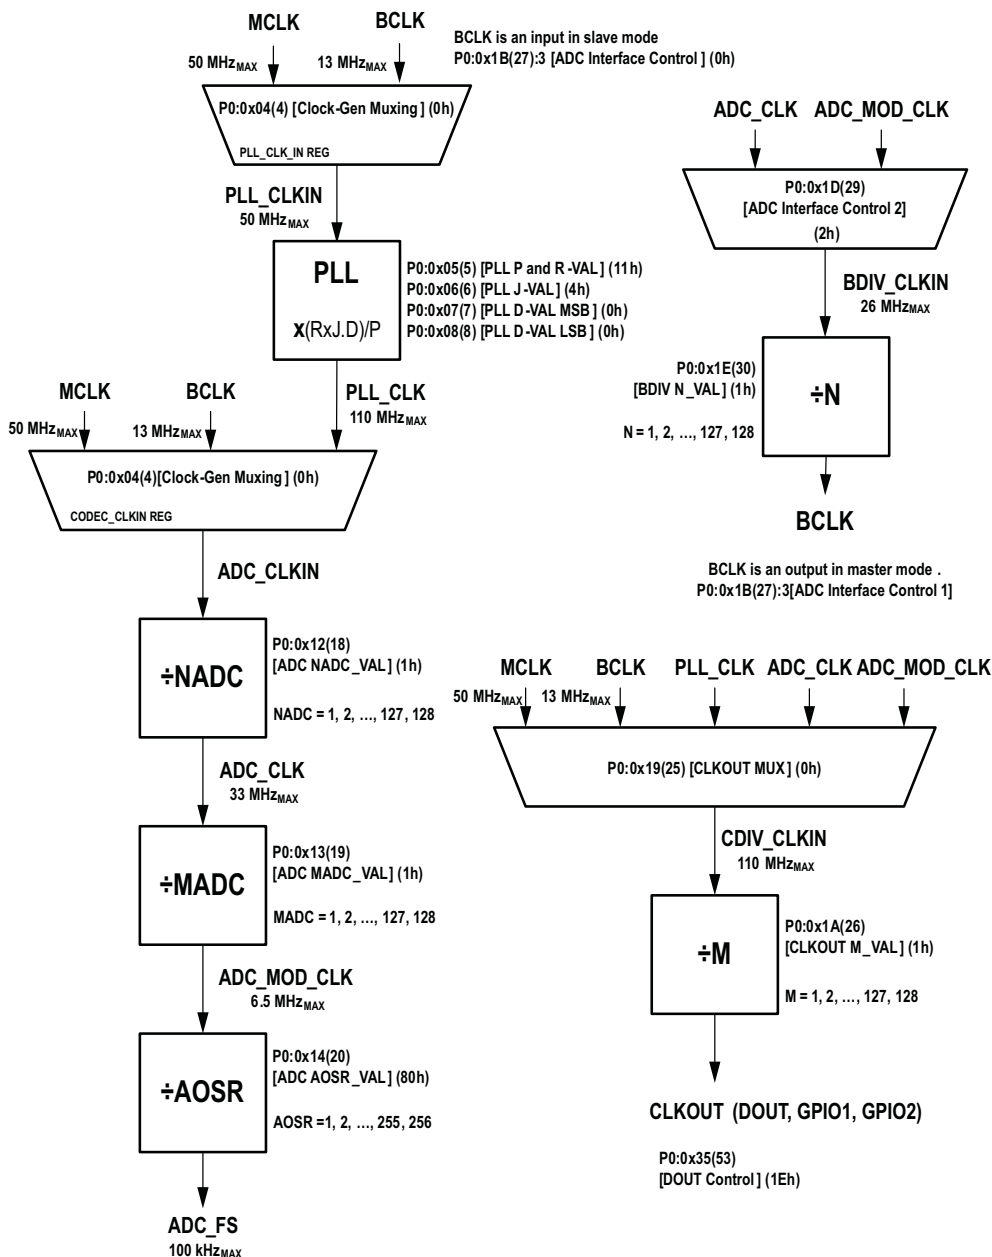 MCLK
BCLK
50 MHzMAX
13 MHzMAX
BCLK is an input in slave mode
P0:0x1B(27):3 [ADC Interface Control ] (0h)
P0:0x04(4) [Clock-Gen Muxing] (0h)
PLL_CLK_IN REG
PLL_CLKIN
50 MHzMAX
PLL
x(RxJ.D)/P
P0:0x05(5) [PLL P and R -VAL] (11h)
P0:0x06(6) [PLL J-VAL] (4h)
P0:0x07(7) [PLL D-VAL MSB] (0h)
P0:0x08(8) [PLL D-VAL LSB] (0h)
MCLK
BCLK
PLL_CLK
50 MHzMAX
13 MHzMAX
110 MHzMAX
P0:0x04(4)[Clock-Gen Muxing ] (0h)
CODEC_CLKIN REG
ADC_CLKIN
÷NADC
P0:0x12(18)
[ADC NADC_VAL] (1h)
NADC = 1, 2, …, 127, 128
ADC_CLK
33 MHzMAX
÷MADC
P0:0x13(19)
[ADC MADC_VAL] (1h)
MADC = 1, 2, …, 127, 128
ADC_MOD_CLK
6.5 MHzMAX
÷AOSR
P0:0x14(20)
[ADC AOSR_VAL] (80h)
AOSR =1, 2, …, 255, 256
ADC_FS
100 kHzMAX
ADC_CLK
ADC_MOD_CLK
P0:0x1D(29)
[ADC Interface Control 2]
(2h)
BDIV_CLKIN
26 MHzMAX
P0:0x1E(30)
[BDIV N_VAL] (1h)
N = 1, 2, …, 127, 128
÷N
BCLK
BCLK is an output in master mode .
P0:0x1B(27):3[ADC Interface Control 1]
MCLK
BCLK
PLL_CLK
ADC_CLK
ADC_MOD_CLK
50 MHzMAX
13 MHzMAX
P0:0x19(25) [CLKOUT MUX] (0h)
CDIV_CLKIN
110 MHzMAX
÷M
P0:0x1A(26)
[CLKOUT M_VAL] (1h)
M = 1, 2, …, 127, 128
CLKOUT (DOUT, GPIO1, GPIO2)
P0:0x35(53)
[DOUT Control] (1Eh)